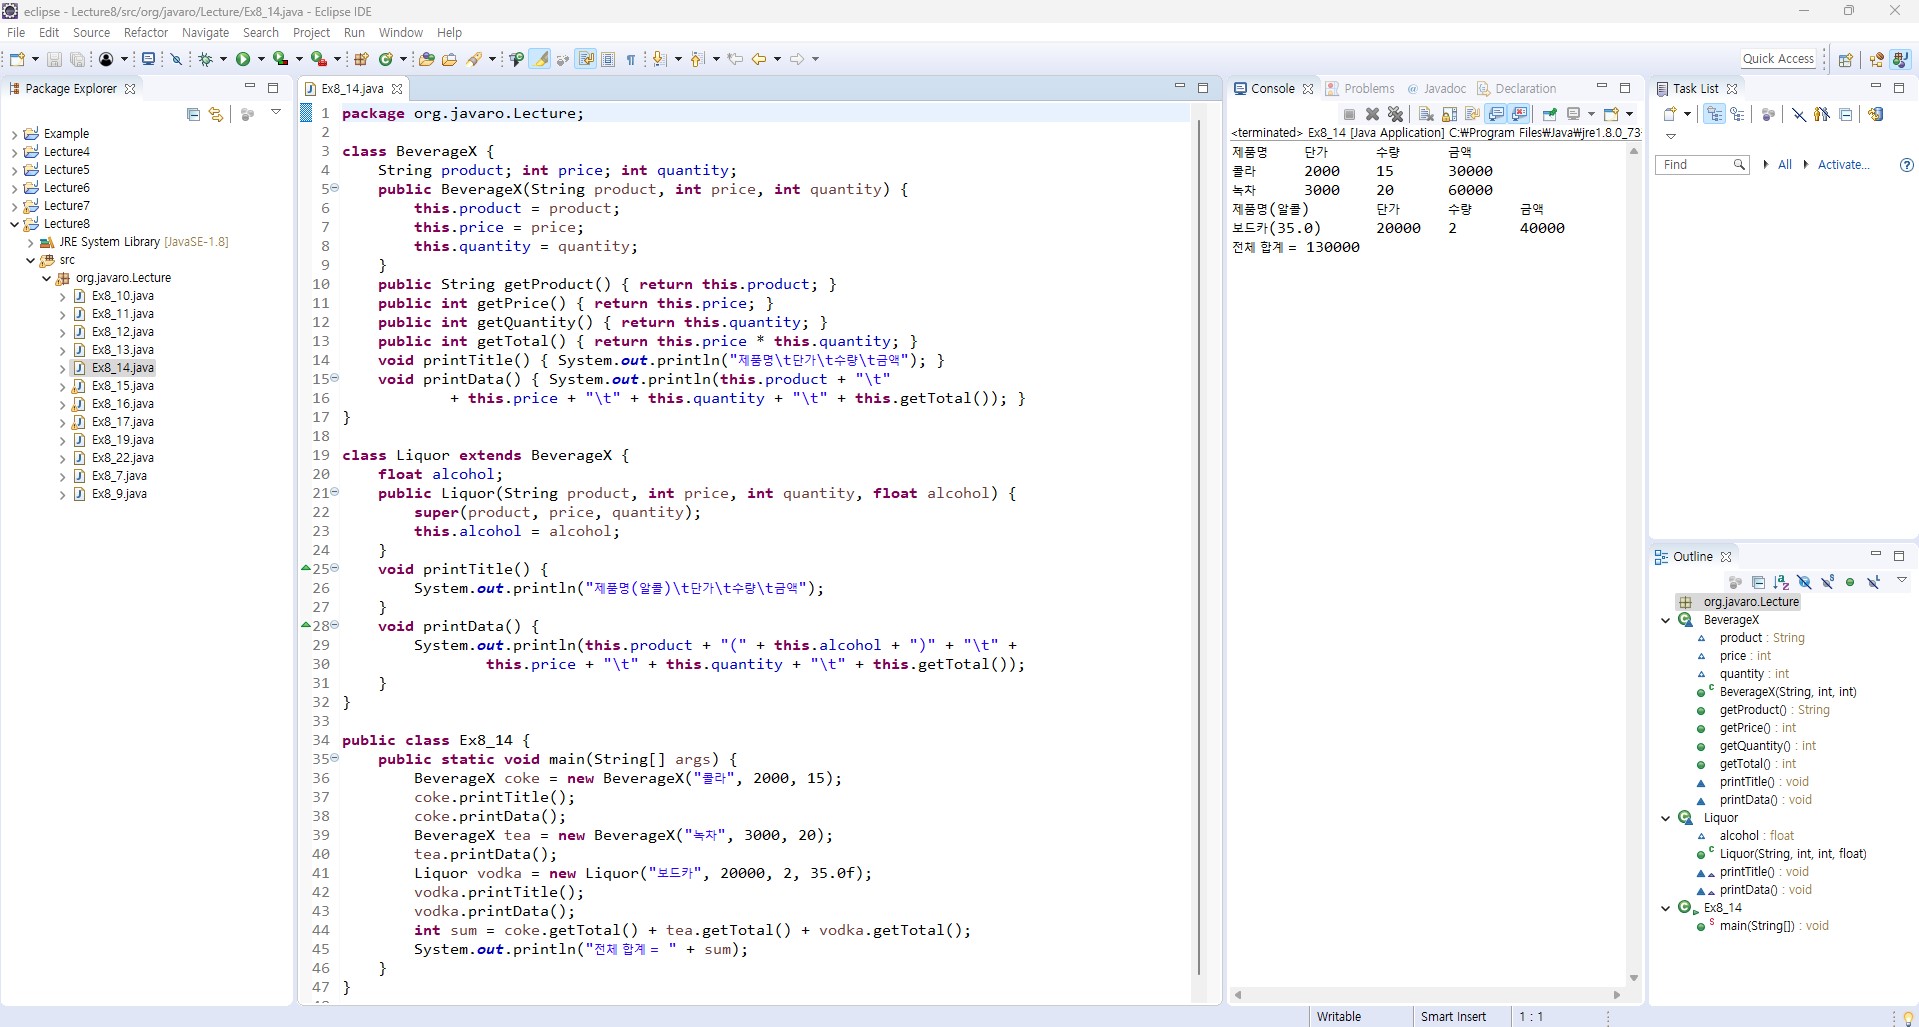 eclipse - Lecture8/src/org/javaro/Lecture/Ex8_14.java - Eclipse IDE
File Edit Source Refactor Navigate Search Project Run Window Help
Quick Access
Package Explorer
Example
Lecture4
Lecture5
Lecture6
Lecture7
Lecture8
JRE System Library [JavaSE-1.8]
src
org.javaro.Lecture
Ex8_10.java
Ex8_11.java
Ex8_12.java
Ex8_13.java
Ex8_14.java
Ex8_15.java
Ex8_16.java
Ex8_17.java
Ex8_19.java
Ex8_22.java
Ex8_7.java
Ex8_9.java
Ex8_14.java
1 package org.javaro.Lecture;
2
3 class BeverageX {
4     String product; int price; int quantity;
5     public BeverageX(String product, int price, int quantity) {
6         this.product = product;
7         this.price = price;
8         this.quantity = quantity;
9     }
10     public String getProduct() { return this.product; }
11     public int getPrice() { return this.price; }
12     public int getQuantity() { return this.quantity; }
13     public int getTotal() { return this.price * this.quantity; }
14     void printTitle() { System.out.println("제품명\t단가\t수량\t금액"); }
15     void printData() { System.out.println(this.product + "\t"
16             + this.price + "\t" + this.quantity + "\t" + this.getTotal()); }
17 }
18
19 class Liquor extends BeverageX {
20     float alcohol;
21     public Liquor(String product, int price, int quantity, float alcohol) {
22         super(product, price, quantity);
23         this.alcohol = alcohol;
24     }
25     void printTitle() {
26         System.out.println("제품명(알콜)\t단가\t수량\t금액");
27     }
28     void printData() {
29         System.out.println(this.product + "(" + this.alcohol + ")" + "\t" +
30                 this.price + "\t" + this.quantity + "\t" + this.getTotal());
31     }
32 }
33
34 public class Ex8_14 {
35     public static void main(String[] args) {
36         BeverageX coke = new BeverageX("콜라", 2000, 15);
37         coke.printTitle();
38         coke.printData();
39         BeverageX tea = new BeverageX("녹차", 3000, 20);
40         tea.printData();
41         Liquor vodka = new Liquor("보드카", 20000, 2, 35.0f);
42         vodka.printTitle();
43         vodka.printData();
44         int sum = coke.getTotal() + tea.getTotal() + vodka.getTotal();
45         System.out.println("전체 합계 = " + sum);
46     }
47 }
Console Problems @ Javadoc Declaration
<terminated> Ex8_14 [Java Application] C:₩Program Files₩Java₩jre1.8.0_73
제품명 단가 수량 금액
콜라 2000 15 30000
녹차 3000 20 60000
제품명(알콜) 단가 수량 금액
보드카(35.0) 20000 2 40000
전체 합계 = 130000
Task List
Find All Activate...
Outline
org.javaro.Lecture
BeverageX
product : String
price : int
quantity : int
BeverageX(String, int, int)
getProduct() : String
getPrice() : int
getQuantity() : int
getTotal() : int
printTitle() : void
printData() : void
Liquor
alcohol : float
Liquor(String, int, int, float)
printTitle() : void
printData() : void
Ex8_14
main(String[]) : void
Writable Smart Insert 1 : 1